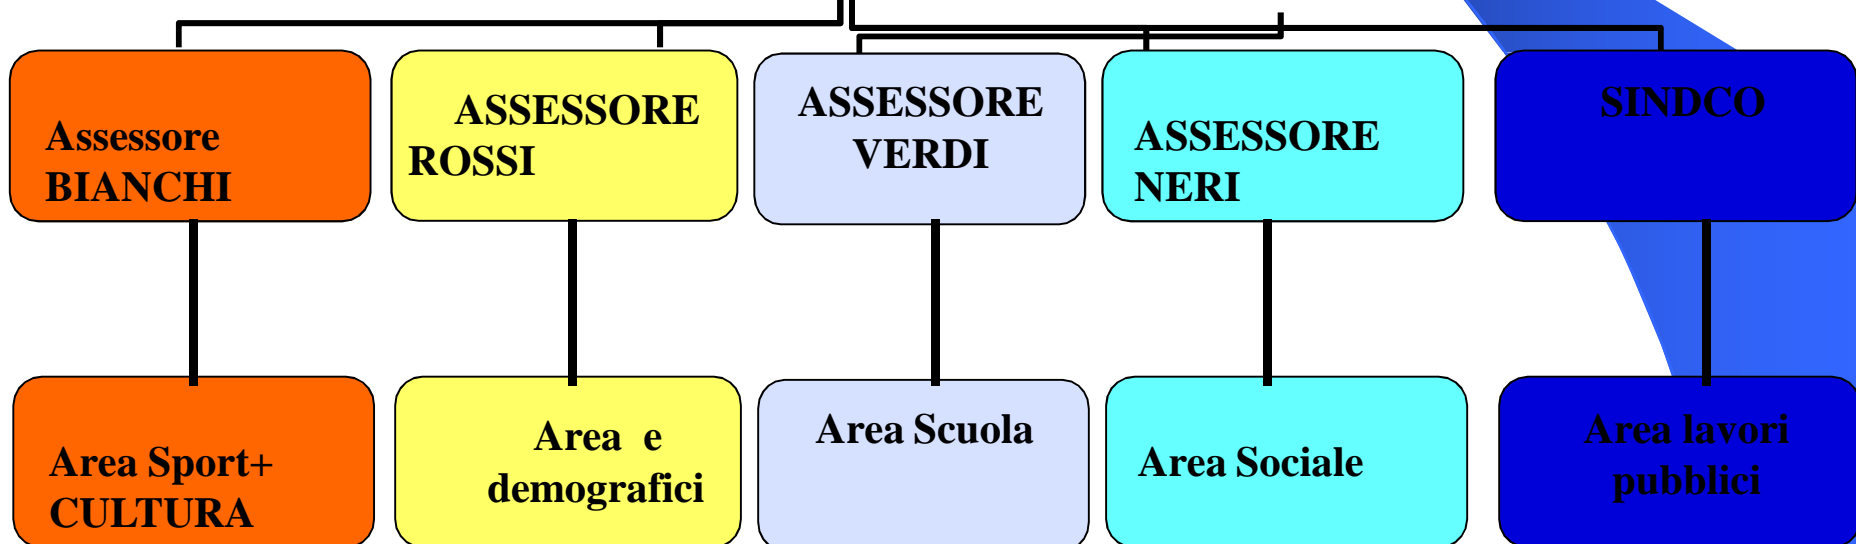 Assessore
BIANCHI
ASSESSORE
ROSSI
ASSESSORE
VERDI
ASSESSORE
NERI
SINDCO
Area Sport+
CULTURA
Area e
demografici
Area Scuola
Area Sociale
Area lavori
pubblici